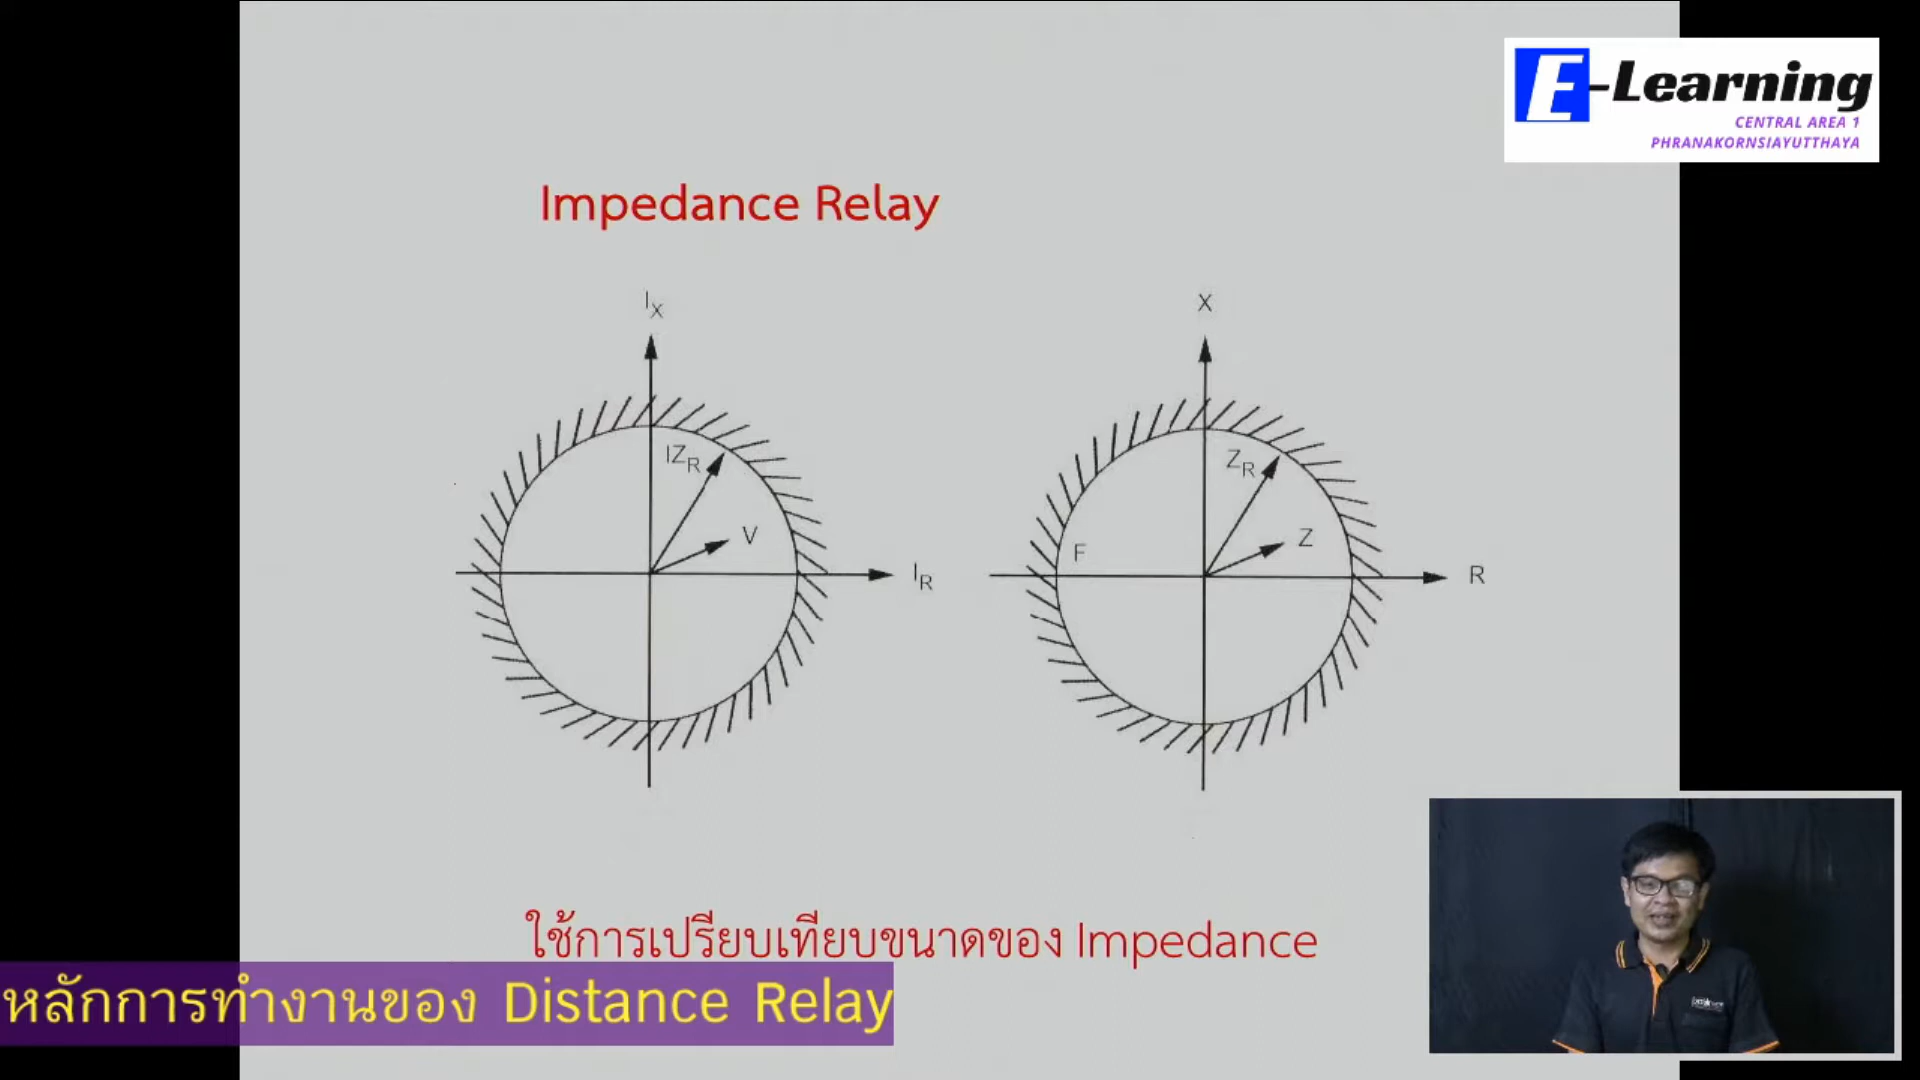 E-Learning
CENTRAL AREA 1
PHRANAKORNSIAYUTTHAYA
Impedance Relay
IX
X
IZR
ZR
V
Z
F
IR
R
ใช้การเปรียบเทียบขนาดของ Impedance
หลักการทำงานของ Distance Relay